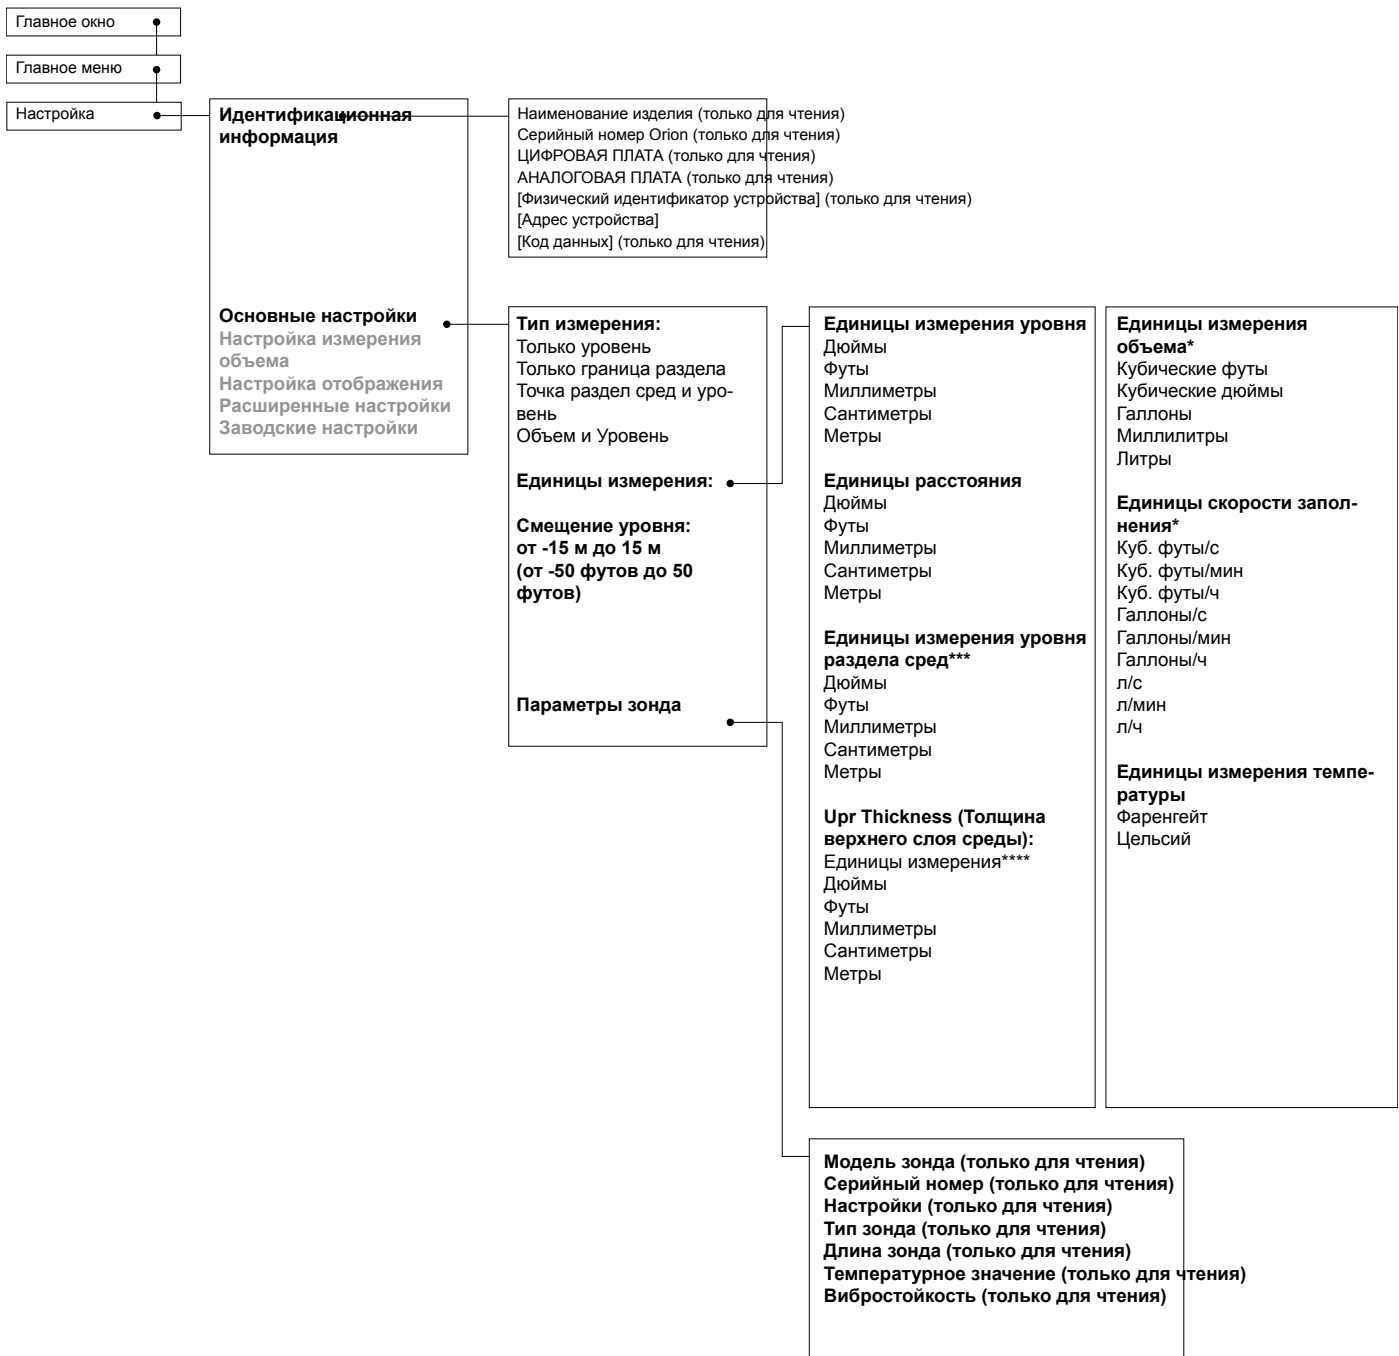 Главное окно
Главное меню
Настройка
Идентификационная
информация
Наименование изделия (только для чтения)
Серийный номер Orion (только для чтения)
ЦИФРОВАЯ ПЛАТА (только для чтения)
АНАЛОГОВАЯ ПЛАТА (только для чтения)
[Физический идентификатор устройства] (только для чтения)
[Адрес устройства]
[Код данных] (только для чтения)
Основные настройки
Настройка измерения
объема
Настройка отображения
Расширенные настройки
Заводские настройки
Тип измерения:
Только уровень
Только граница раздела
Точка раздел сред и уро-
вень
Объем и Уровень
Единицы измерения:
Смещение уровня:
от -15 м до 15 м
(от -50 футов до 50
футов)
Параметры зонда
Единицы измерения уровня
Дюймы
Футы
Миллиметры
Сантиметры
Метры
Единицы расстояния
Дюймы
Футы
Миллиметры
Сантиметры
Метры
Единицы измерения уровня
раздела сред***
Дюймы
Футы
Миллиметры
Сантиметры
Метры
Upr Thickness (Толщина
верхнего слоя среды):
Единицы измерения****
Дюймы
Футы
Миллиметры
Сантиметры
Метры
Единицы измерения
объема*
Кубические футы
Кубические дюймы
Галлоны
Миллилитры
Литры
Единицы скорости запол-
нения*
Куб. футы/с
Куб. футы/мин
Куб. футы/ч
Галлоны/с
Галлоны/мин
Галлоны/ч
л/с
л/мин
л/ч
Единицы измерения темпе-
ратуры
Фаренгейт
Цельсий
Модель зонда (только для чтения)
Серийный номер (только для чтения)
Настройки (только для чтения)
Тип зонда (только для чтения)
Длина зонда (только для чтения)
Температурное значение (только для чтения)
Вибростойкость (только для чтения)